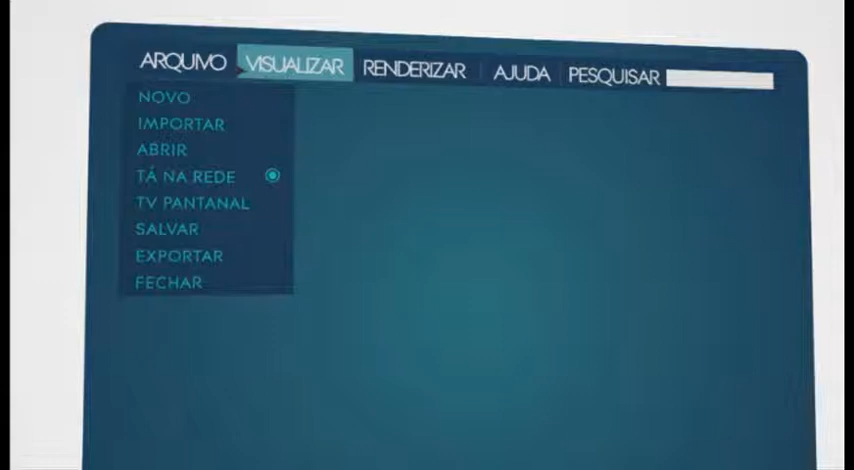 ARQUIVO VISUALIZAR RENDERIZAR AJUDA PESQUISAR
NOVO
IMPORTAR
ABRIR
TÁ NA REDE
TV PANTANAL
SALVAR
EXPORTAR
FECHAR